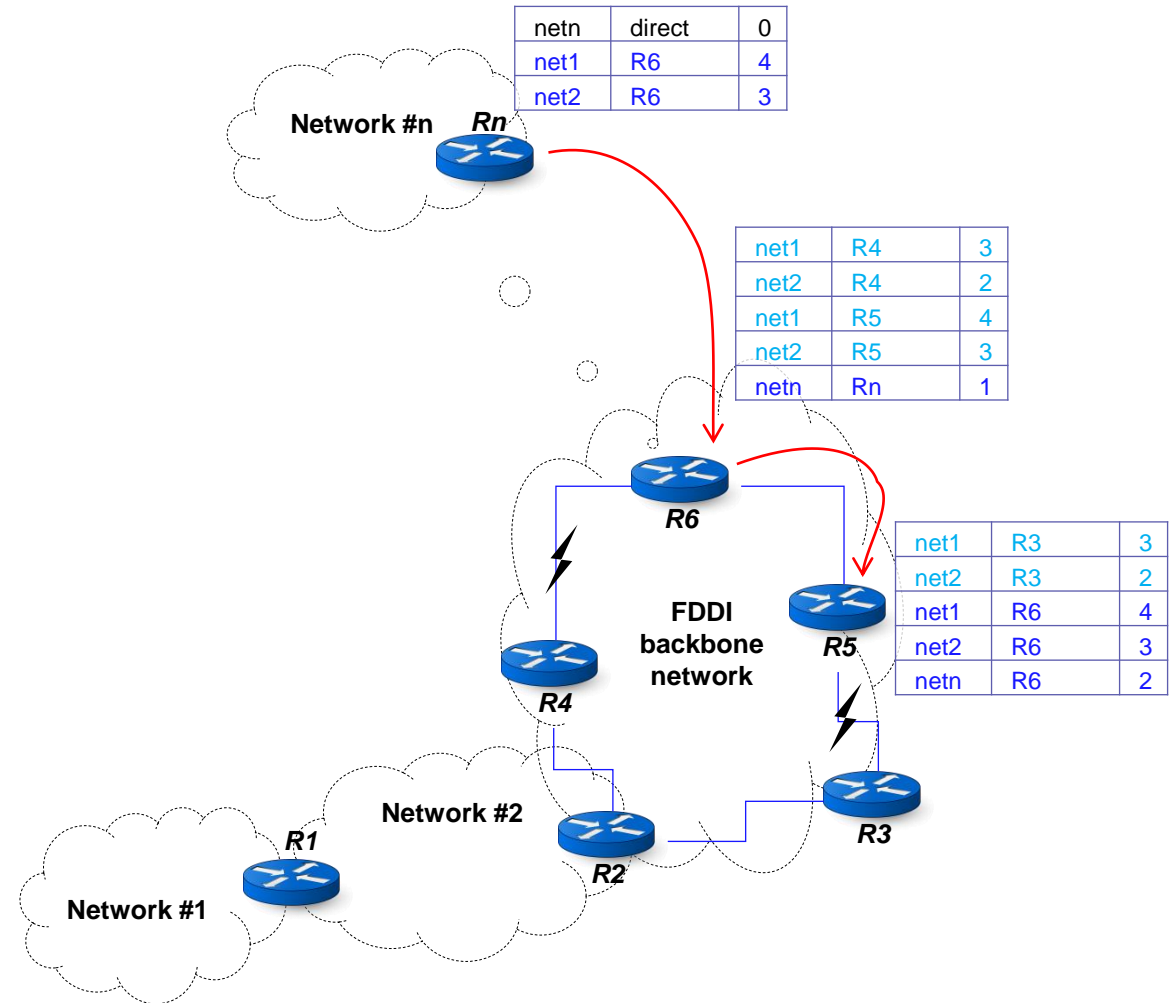 netn direct 0
net1 R6 4
net2 R6 3
Network #n
Rn
net1 R4 3
net2 R4 2
net1 R5 4
net2 R5 3
netn Rn 1
R6
net1 R3 3
net2 R3 2
net1 R6 4
net2 R6 3
netn R6 2
FDDI
backbone
network
R5
R4
Network #2
R3
R1
R2
Network #1